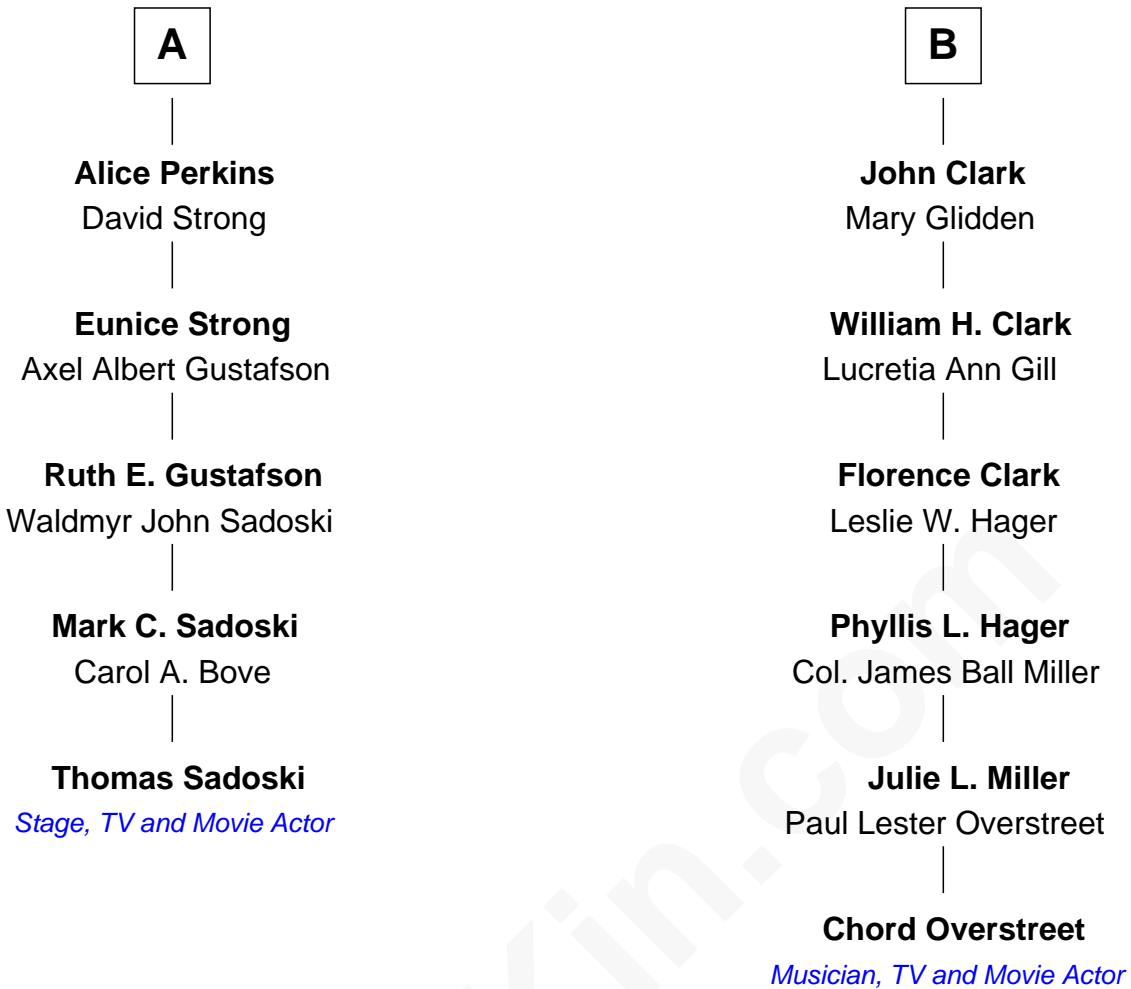 A
Alice Perkins
David Strong
Eunice Strong
Axel Albert Gustafson
Ruth E. Gustafson
Waldmyr John Sadoski
Mark C. Sadoski
Carol A. Bove
Thomas Sadoski
Stage, TV and Movie Actor
B
John Clark
Mary Glidden
William H. Clark
Lucretia Ann Gill
Florence Clark
Leslie W. Hager
Phyllis L. Hager
Col. James Ball Miller
Julie L. Miller
Paul Lester Overstreet
Chord Overstreet
Musician, TV and Movie Actor
Kin.com